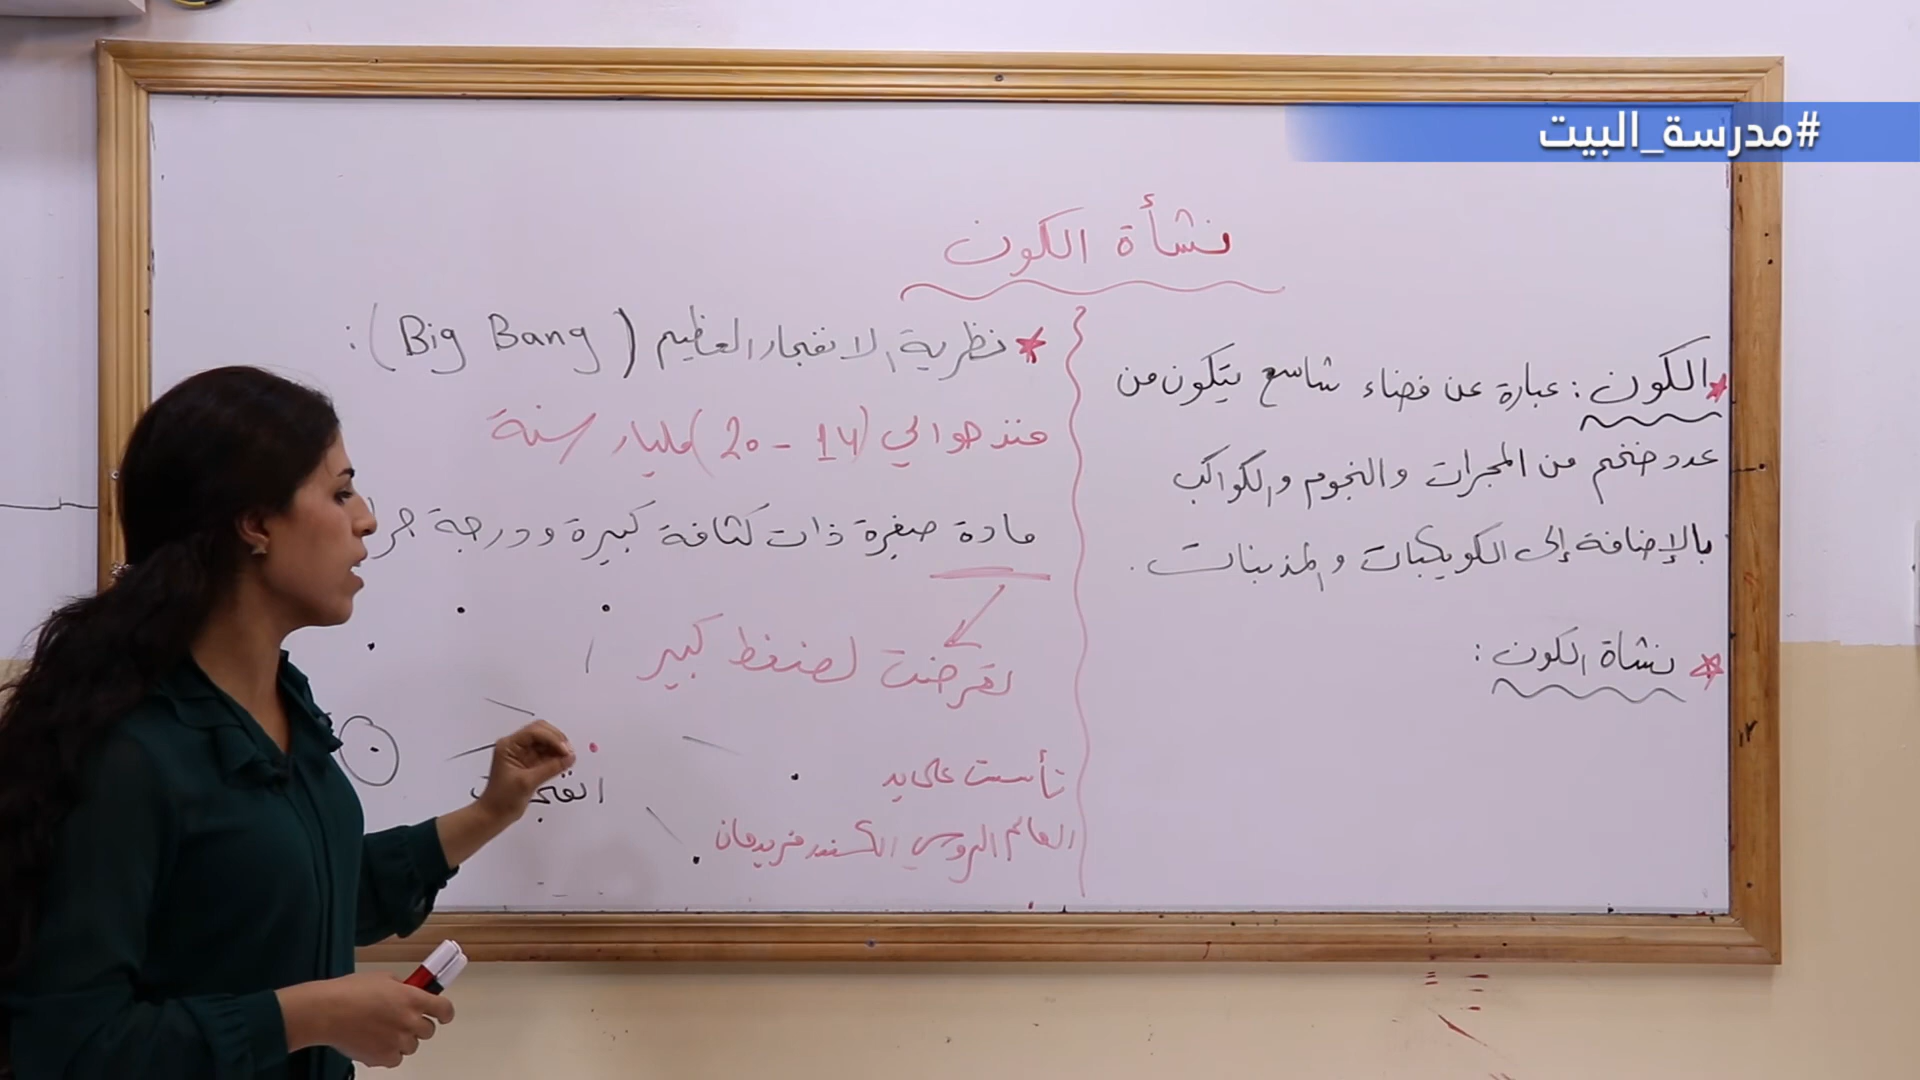 #مدرسة_البيت
نشأة الكون
الكون : عبارة عن فضاء شاسع يتكون من
عدد ضخم من المجرات والنجوم والكواكب
بالإضافة إلى الكويكبات والمذنبات .
نشأة الكون :
نظرية الانفجار العظيم (Big Bang) :
منذ حوالي (14 - 20) مليار سنة
مادة صغيرة ذات كثافة كبيرة ودرجة
تعرضت لضغط كبير
تأسست على يد
العالم الروسي الكسندر فريدمان